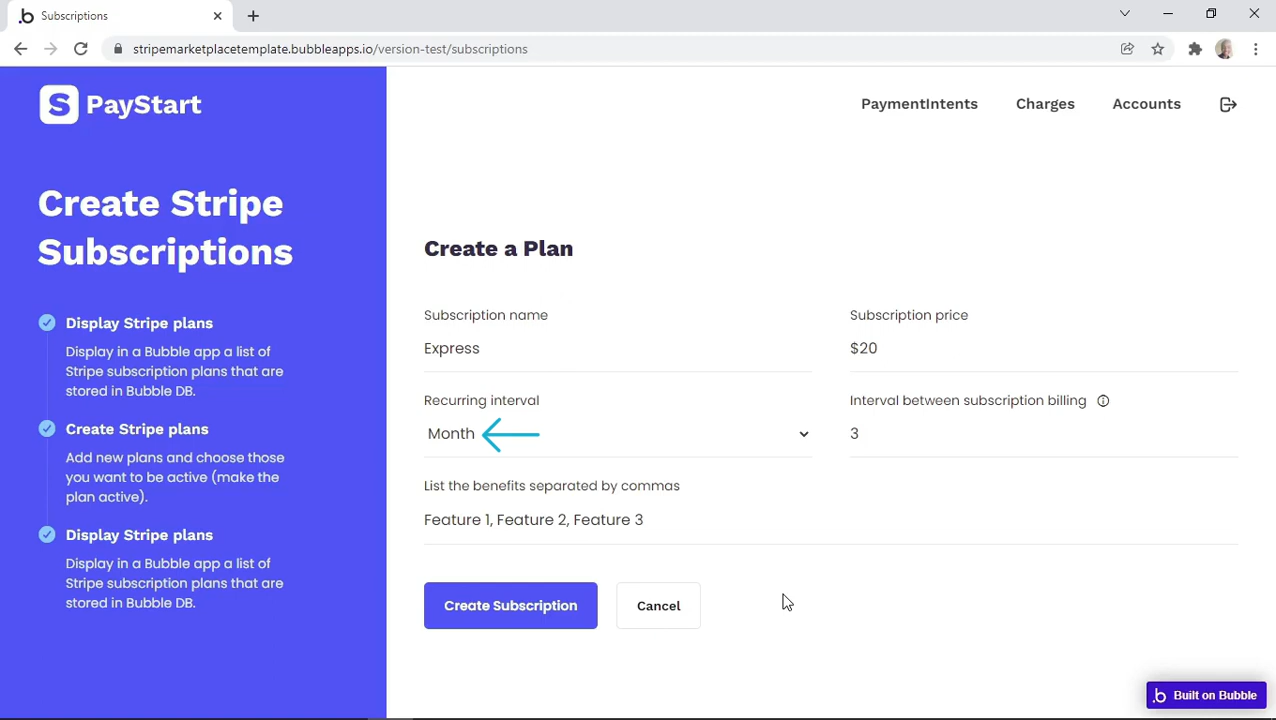 Subscriptions
stripemarketplacetemplate.bubbleapps.io/version-test/subscriptions
S PayStart
PaymentIntents Charges Accounts
Create Stripe
Subscriptions
Display Stripe plans
Display in a Bubble app a list of
Stripe subscription plans that are
stored in Bubble DB.
Create Stripe plans
Add new plans and choose those
you want to be active (make the
plan active).
Display Stripe plans
Display in a Bubble app a list of
Stripe subscription plans that are
stored in Bubble DB.
Create a Plan
Subscription name
Express
Subscription price
$20
Recurring interval
Month
Interval between subscription billing
3
List the benefits separated by commas
Feature 1, Feature 2, Feature 3
Create Subscription
Cancel
Built on Bubble